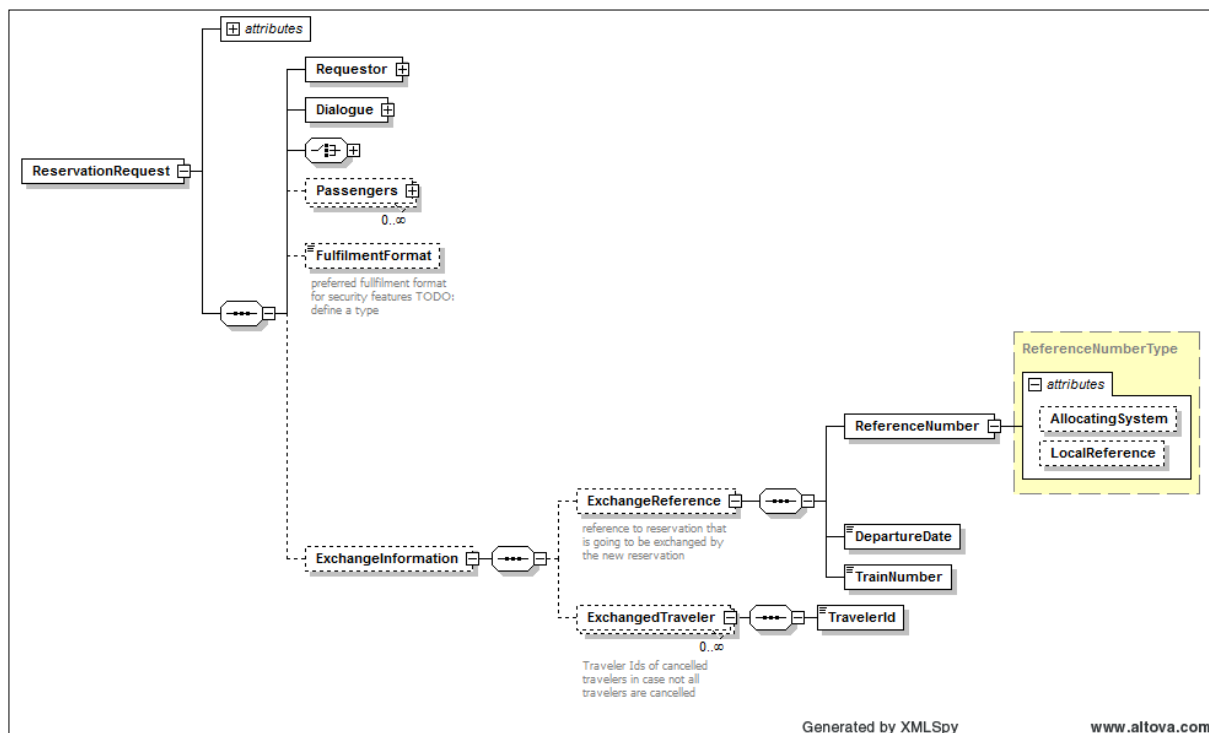 attributes
Requestor
Dialogue
ReservationRequest
Passengers
0..∞
FulfilmentFormat
preferred fullfilment format
for security features TODO:
define a type
ReferenceNumberType
attributes
AllocatingSystem
ReferenceNumber
LocalReference
ExchangeReference
reference to reservation that
is going to be exchanged by
the new reservation
DepartureDate
ExchangeInformation
TrainNumber
ExchangedTraveler
TravelerId
0..∞
Traveler Ids of cancelled
travelers in case not all
travelers are cancelled
Generated by XMLSpy www.altova.com